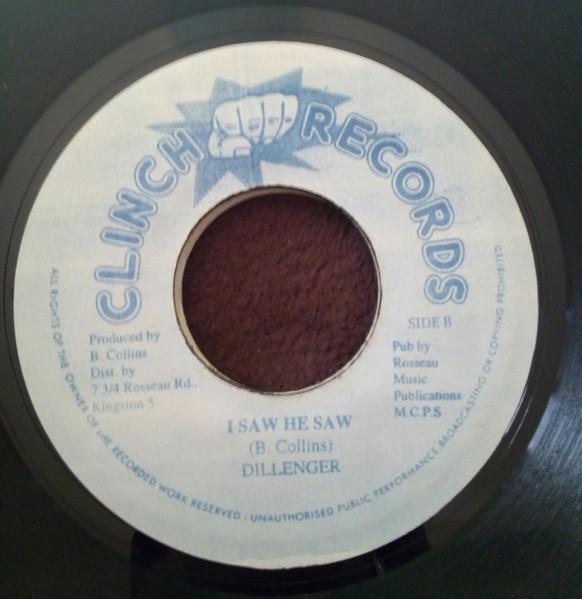 CLINCH RECORDS
SIDE B
Produced by
B. Collins
Dist. by
7 3/4 Rosseau Rd..
Kingston 5
Pub by
Rosseau
Music
Publications
M.C.P.S
I SAW HE SAW
(B. Collins)
DILLENGER
ALL RIGHTS OF THE OWNER OF THE RECORDED WORK RESERVED · UNAUTHORISED PUBLIC PERFORMANCE. BROADCASTING OR COPYING PROHIBITED